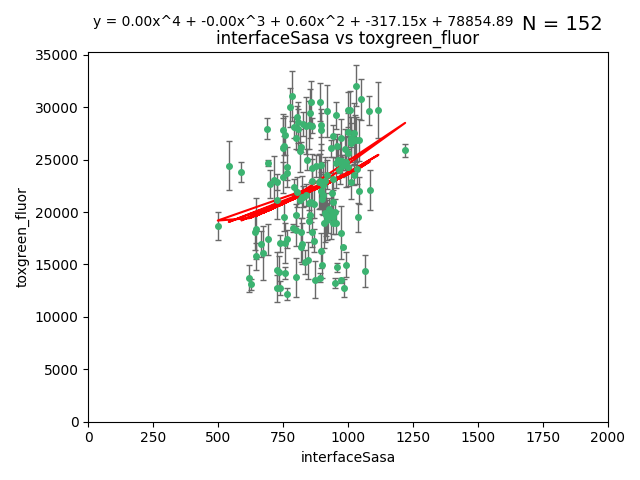 y = 0.00x^4 + -0.00x^3 + 0.60x^2 + -317.15x + 78854.89 N = 152
interfaceSasa vs toxgreen_fluor
35000
30000
25000
20000
15000
10000
5000
0
toxgreen_fluor
0 250 500 750 1000 1250 1500 1750 2000
interfaceSasa